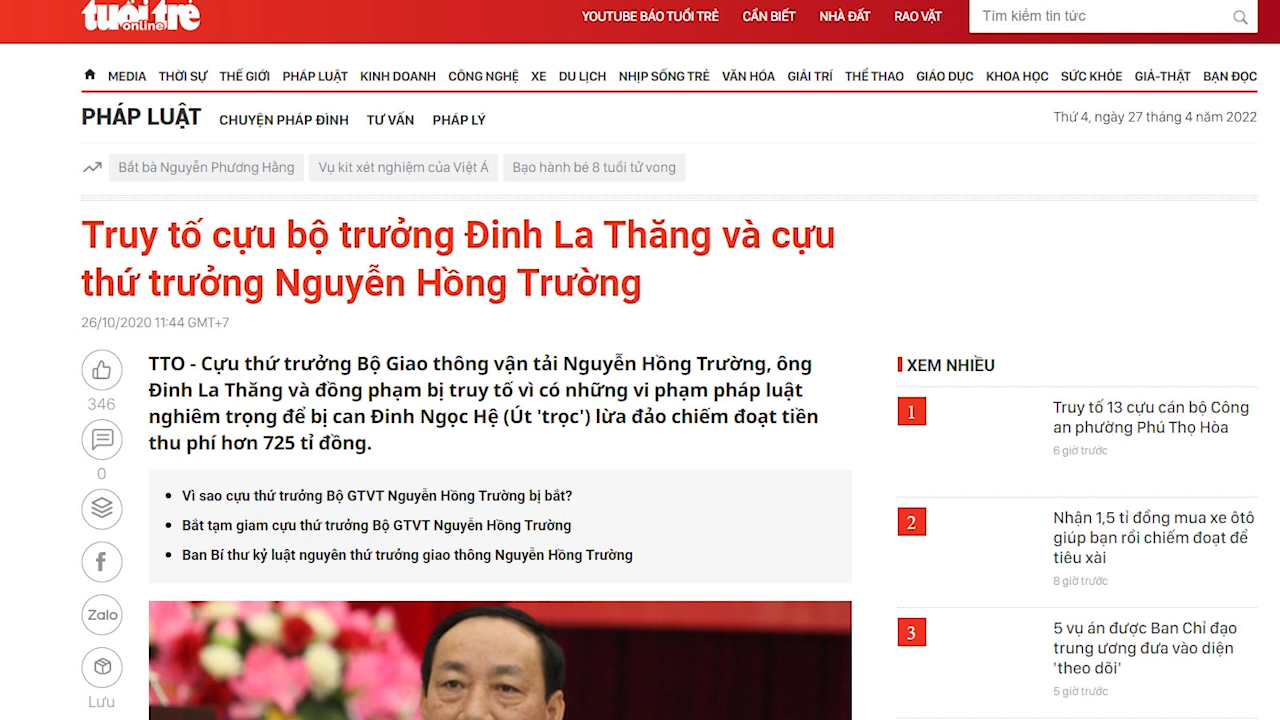 tuổi trẻ online
YOUTUBE BÁO TUỔI TRẺ CẦN BIẾT NHÀ ĐẤT RAO VẶT Tìm kiếm tin tức
MEDIA THỜI SỰ THẾ GIỚI PHÁP LUẬT KINH DOANH CÔNG NGHỆ XE DU LỊCH NHỊP SỐNG TRẺ VĂN HÓA GIẢI TRÍ THỂ THAO GIÁO DỤC KHOA HỌC SỨC KHỎE GIẢ-THẬT BẠN ĐỌC
PHÁP LUẬT CHUYỆN PHÁP ĐÌNH TƯ VẤN PHÁP LÝ Thứ 4, ngày 27 tháng 4 năm 2022
Bắt bà Nguyễn Phương Hằng Vụ kit xét nghiệm của Việt Á Bạo hành bé 8 tuổi tử vong
Truy tố cựu bộ trưởng Đinh La Thăng và cựu
thứ trưởng Nguyễn Hồng Trường
26/10/2020 11:44 GMT+7
346
0
Zalo
Lưu
TTO - Cựu thứ trưởng Bộ Giao thông vận tải Nguyễn Hồng Trường, ông
Đinh La Thăng và đồng phạm bị truy tố vì có những vi phạm pháp luật
nghiêm trọng để bị can Đinh Ngọc Hệ (Út 'trọc') lừa đảo chiếm đoạt tiền
thu phí hơn 725 tỉ đồng.
Vì sao cựu thứ trưởng Bộ GTVT Nguyễn Hồng Trường bị bắt?
Bắt tạm giam cựu thứ trưởng Bộ GTVT Nguyễn Hồng Trường
Ban Bí thư kỷ luật nguyên thứ trưởng giao thông Nguyễn Hồng Trường
XEM NHIỀU
1
Truy tố 13 cựu cán bộ Công
an phường Phú Thọ Hòa
6 giờ trước
2
Nhận 1,5 tỉ đồng mua xe ôtô
giúp bạn rồi chiếm đoạt để
tiêu xài
8 giờ trước
3
5 vụ án được Ban Chỉ đạo
trung ương đưa vào diện
'theo dõi'
5 giờ trước